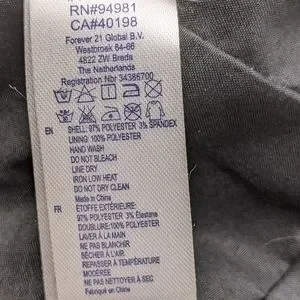 RN#94981
CA#40198
Forever 21 Global B.V.
Westbroek 64-66
4822 ZW Breda
The Netherlands
Registration Nbr 34386700
EN SHELL: 97% POLYESTER 3% SPANDEX
LINING: 100% POLYESTER
HAND WASH
DO NOT BLEACH
LINE DRY
IRON LOW HEAT
DO NOT DRY CLEAN
Made in China
FR ÉTOFFE EXTÉRIEURE:
97% POLYESTER 3% Élastane
DOUBLURE:100% POLYESTER
LAVER À LA MAIN
NE PAS BLANCHIR
SÉCHER À L'AIR
REPASSER À TEMPÉRATURE
MODÉRÉE
NE PAS NETTOYER À SEC
Fabriqué en Chine